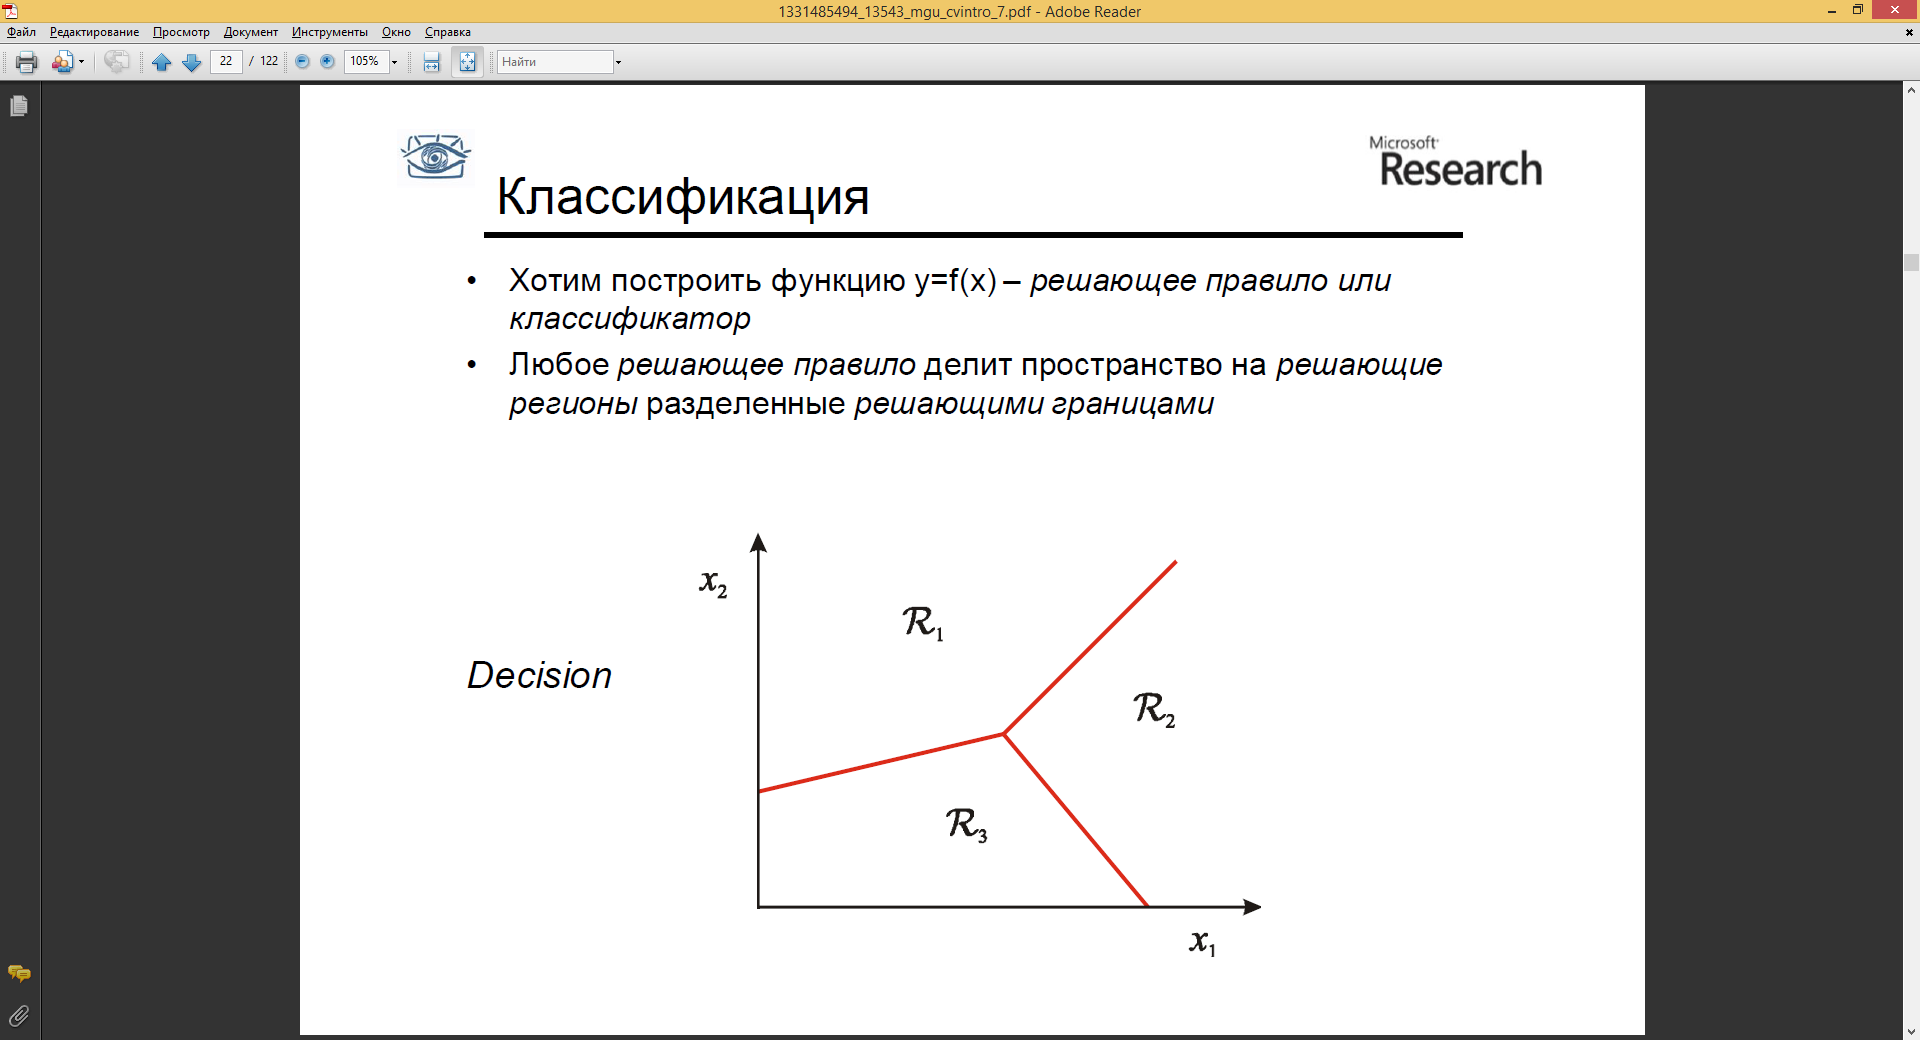 1331485494_13543_mgu_cvintro_7.pdf - Adobe Reader
Файл Редактирование Просмотр Документ Инструменты Окно Справка
22 / 122 105% Найти
Microsoft
Research
Классификация
• Хотим построить функцию y=f(x) – решающее правило или
классификатор
• Любое решающее правило делит пространство на решающие
регионы разделенные решающими границами
x2
R1
Decision
R2
R3
x1